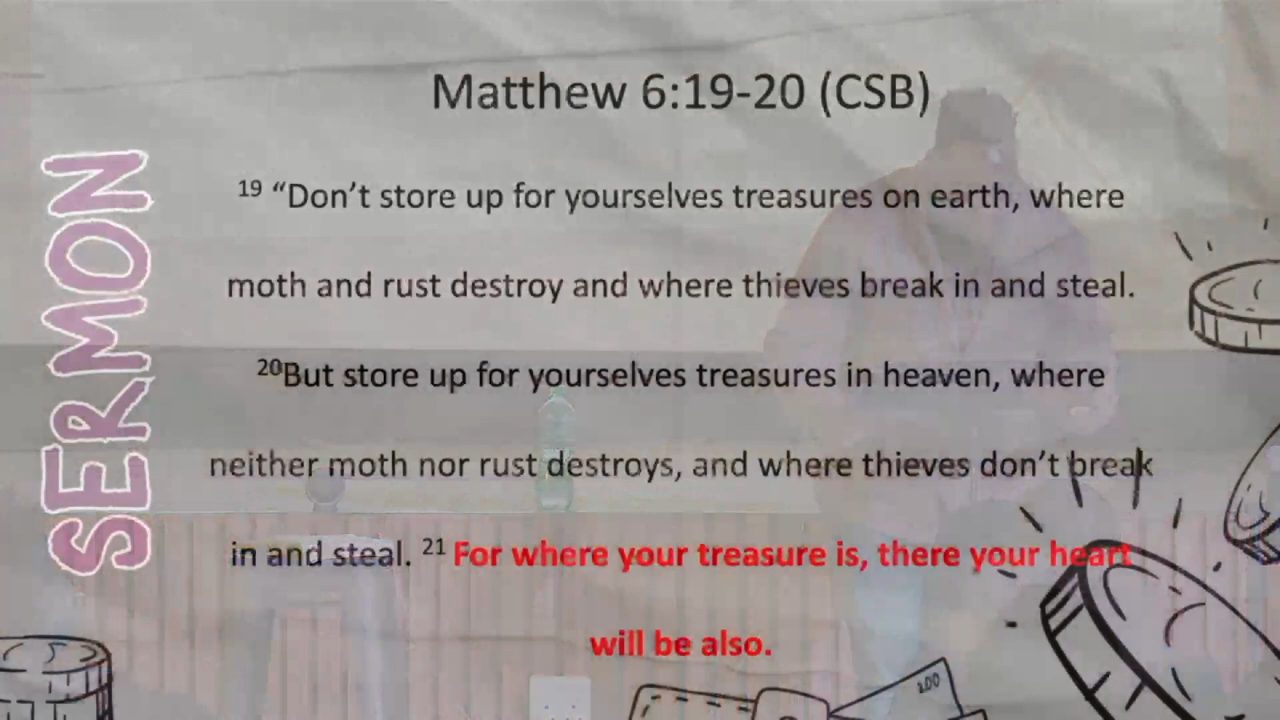 Matthew 6:19-20 (CSB)
SERMON
19 “Don’t store up for yourselves treasures on earth, where
moth and rust destroy and where thieves break in and steal.
20But store up for yourselves treasures in heaven, where
neither moth nor rust destroys, and where thieves don’t break
in and steal. 21 For where your treasure is, there your heart
will be also.
100